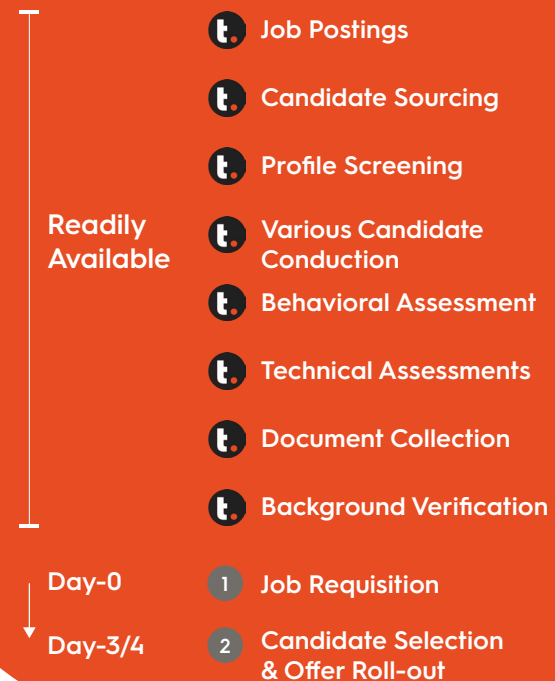 t. Job Postings
t. Candidate Sourcing
t. Profile Screening
Readily
Available
t. Various Candidate
Conduction
t. Behavioral Assessment
t. Technical Assessments
t. Document Collection
t. Background Verification
Day-0 1 Job Requisition
Day-3/4 2 Candidate Selection
& Offer Roll-out